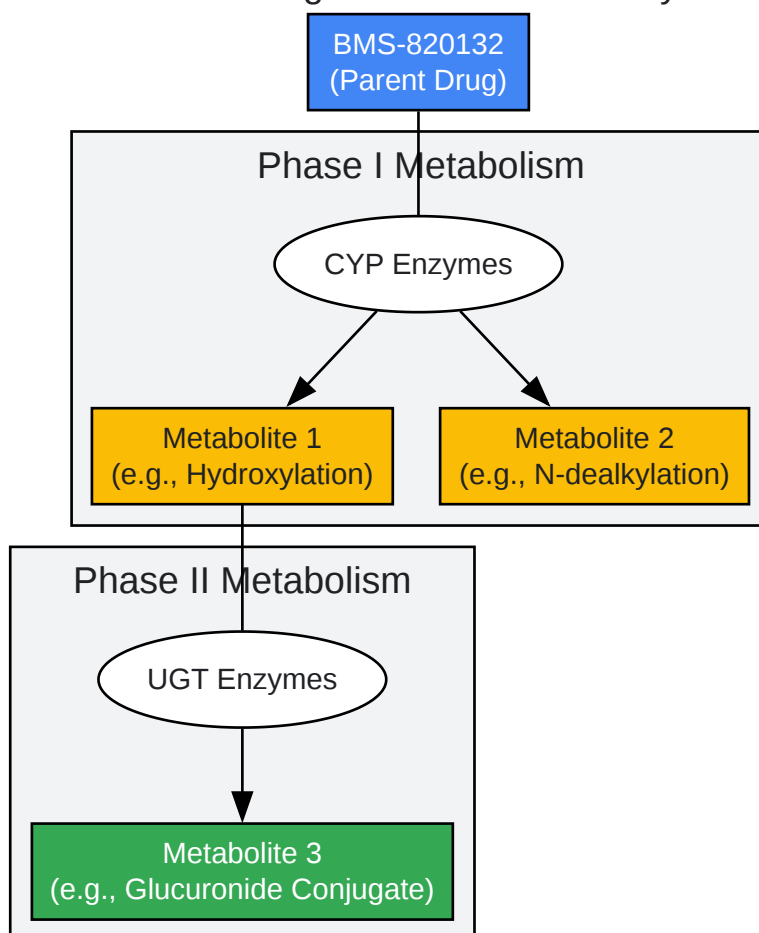 BMS-820132
(Parent Drug)
Phase I Metabolism
CYP Enzymes
Metabolite 1
(e.g., Hydroxylation)
Metabolite 2
(e.g., N-dealkylation)
Phase II Metabolism
UGT Enzymes
Metabolite 3
(e.g., Glucuronide Conjugate)